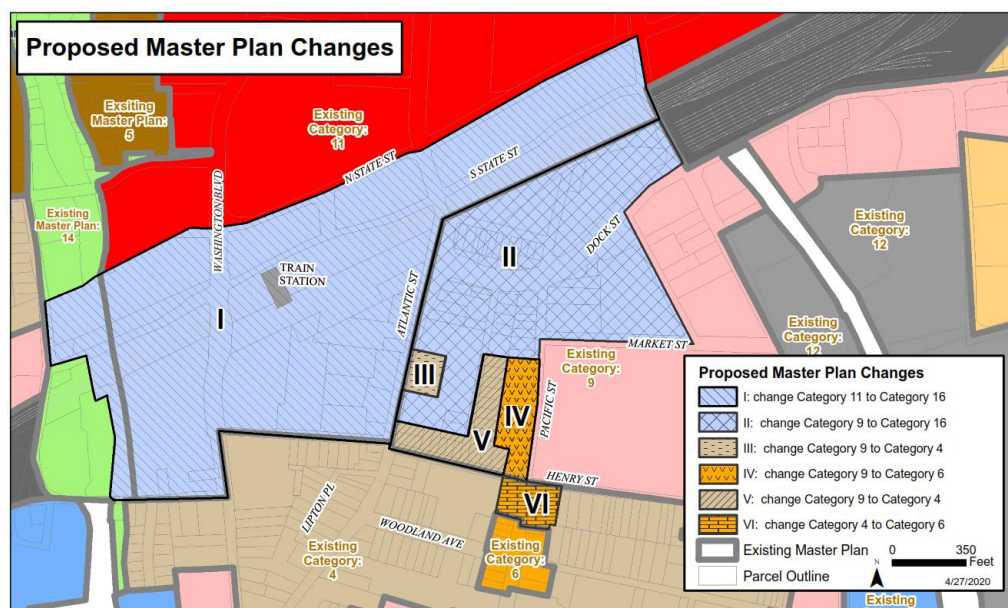 Proposed Master Plan Changes
Exsiting
Master Plan:
5
Existing
Category:
11
N STATE ST
S STATE ST
WASHINGTON BLVD
Existing
Master Plan:
14
TRAIN
STATION
I
II
ATLANTIC ST
DOCK ST
Existing
Category:
12
Existing
Category:
12
MARKET ST
Existing
Category:
9
III
IV
V
PACIFIC ST
HENRY ST
VI
LIPTON PL
WOODLAND AVE
Existing
Category:
4
Existing
Category:
6
Proposed Master Plan Changes
I: change Category 11 to Category 16
II: change Category 9 to Category 16
III: change Category 9 to Category 4
IV: change Category 9 to Category 6
V: change Category 9 to Category 4
VI: change Category 4 to Category 6
Existing Master Plan
Parcel Outline
N
0 350
Feet
4/27/2020
Existing